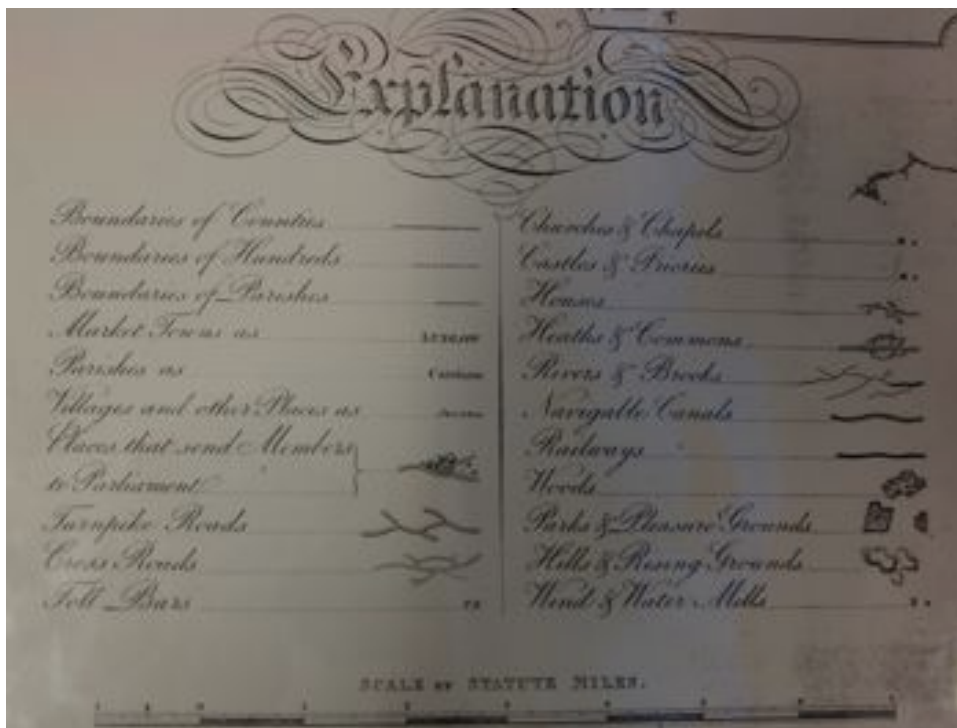 Explanation
Boundaries of Counties
Boundaries of Hundreds
Boundaries of Parishes
Market Towns as LUDLOW
Parishes as
Villages and other Places as
Places that send Members
to Parliament
Turnpike Roads
Cross Roads
Toll Bars TB
Churches & Chapels
Castles & Priories
Houses
Heaths & Commons
Rivers & Brooks
Navigable Canals
Railways
Woods
Parks & Pleasure Grounds
Hills & Rising Grounds
Wind & Water Mills
SCALE OF STATUTE MILES.